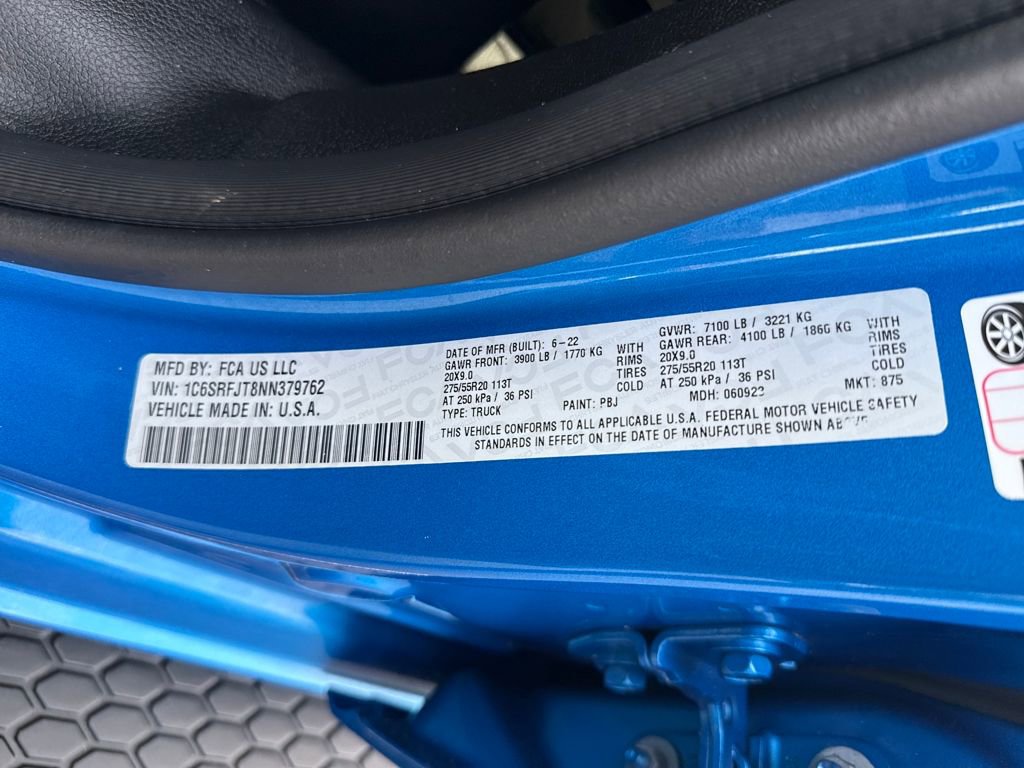 MFD BY: FCA US LLC
VIN: 1C6SRFJT8NN379762
VEHICLE MADE IN: U.S.A.
DATE OF MFR (BUILT): 6-22 GVWR: 7100 LB / 3221 KG
GAWR FRONT: 3900 LB / 1770 KG WITH GAWR REAR: 4100 LB / 1860 KG WITH
20X9.0 RIMS 20X9.0 RIMS
275/55R20 113T TIRES 275/55R20 113T TIRES
AT 250 kPa / 36 PSI COLD AT 250 kPa / 36 PSI COLD
TYPE: TRUCK PAINT: PBJ MDH: MKT: 875
THIS VEHICLE CONFORMS TO ALL APPLICABLE U.S.A. FEDERAL MOTOR VEHICLE SAFETY
STANDARDS IN EFFECT ON THE DATE OF MANUFACTURE SHOWN ABOVE